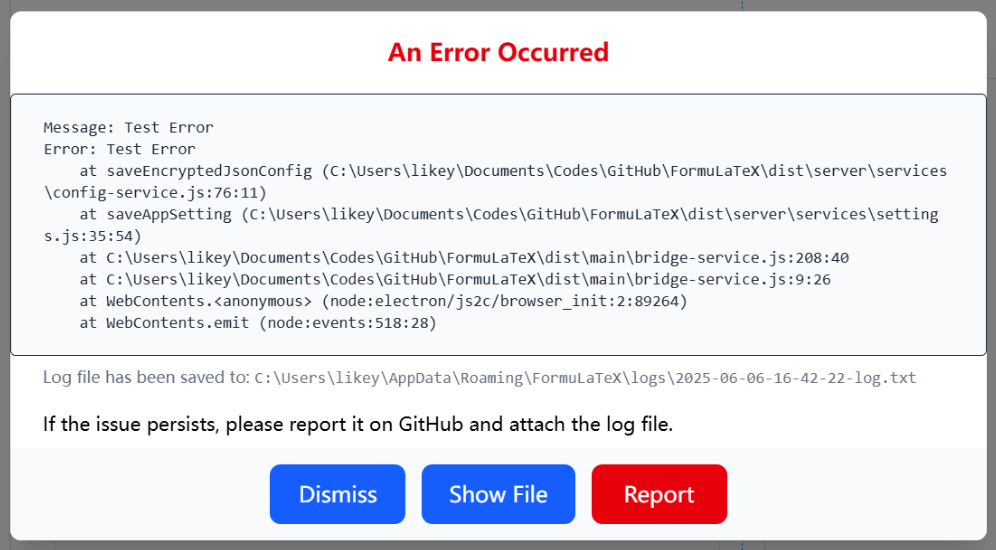 An Error Occurred
Message: Test Error
Error: Test Error
    at saveEncryptedJsonConfig (C:\Users\likey\Documents\Codes\GitHub\FormuLaTeX\dist\server\services
\config-service.js:76:11)
    at saveAppSetting (C:\Users\likey\Documents\Codes\GitHub\FormuLaTeX\dist\server\services\setting
s.js:35:54)
    at C:\Users\likey\Documents\Codes\GitHub\FormuLaTeX\dist\main\bridge-service.js:208:40
    at C:\Users\likey\Documents\Codes\GitHub\FormuLaTeX\dist\main\bridge-service.js:9:26
    at WebContents.<anonymous> (node:electron/js2c/browser_init:2:89264)
    at WebContents.emit (node:events:518:28)
Log file has been saved to: C:\Users\likey\AppData\Roaming\FormuLaTeX\logs\2025-06-06-16-42-22-log.txt
If the issue persists, please report it on GitHub and attach the log file.
Dismiss Show File Report